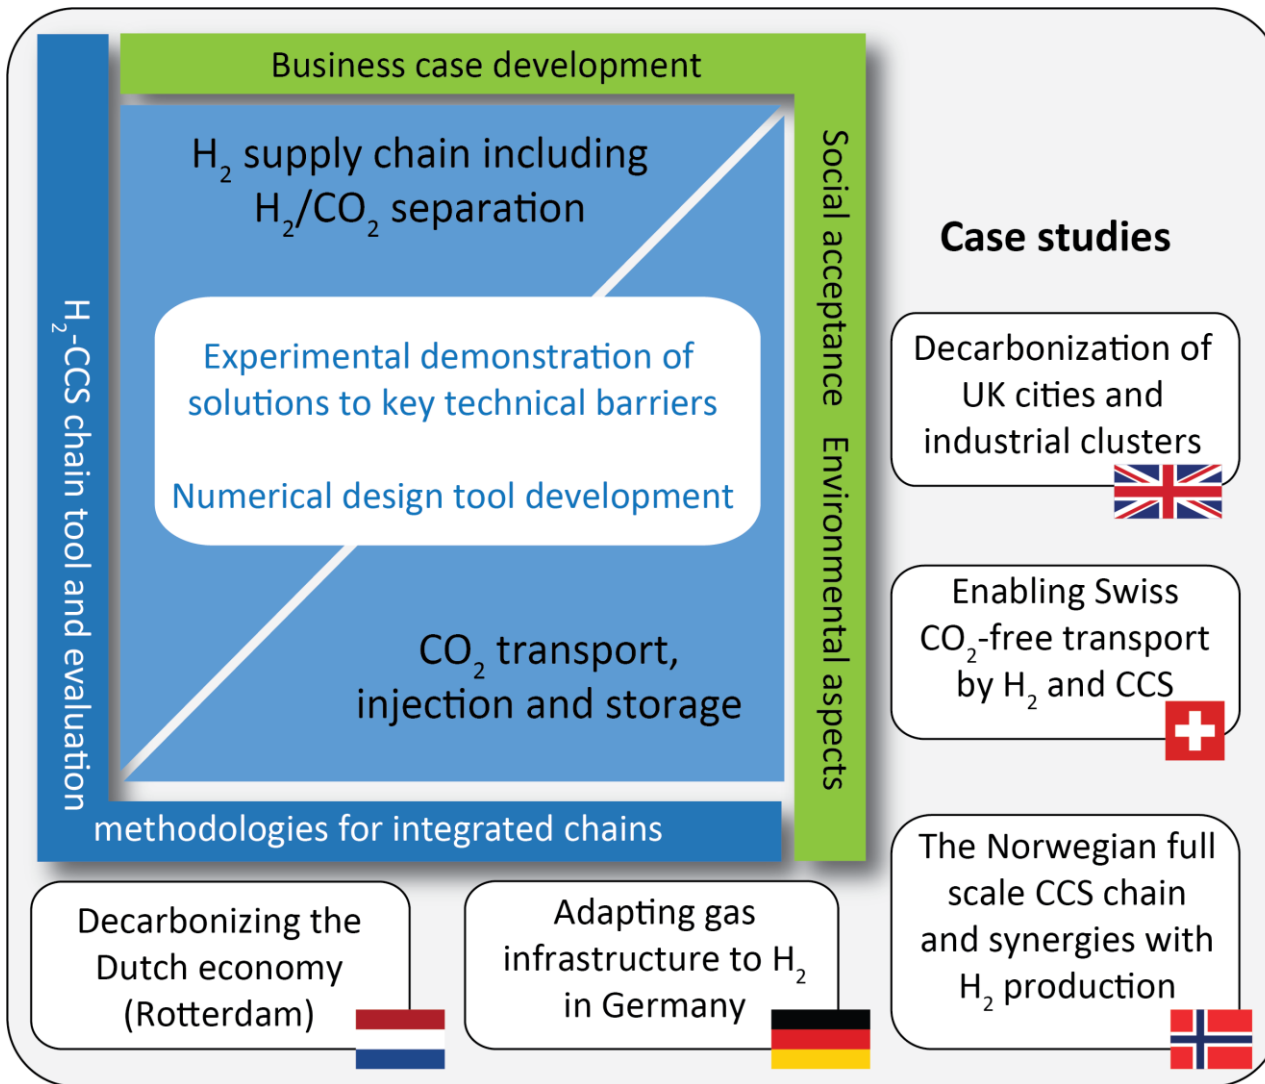 Business case development
H₂ supply chain including
H₂/CO₂ separation
Experimental demonstration of
solutions to key technical barriers
Numerical design tool development
CO₂ transport,
injection and storage
H₂-CCS chain tool and evaluation
methodologies for integrated chains
Social acceptance Environmental aspects
Case studies
Decarbonization of
UK cities and
industrial clusters
Enabling Swiss
CO₂-free transport
by H₂ and CCS
The Norwegian full
scale CCS chain
and synergies with
H₂ production
Decarbonizing the
Dutch economy
(Rotterdam)
Adapting gas
infrastructure to H₂
in Germany